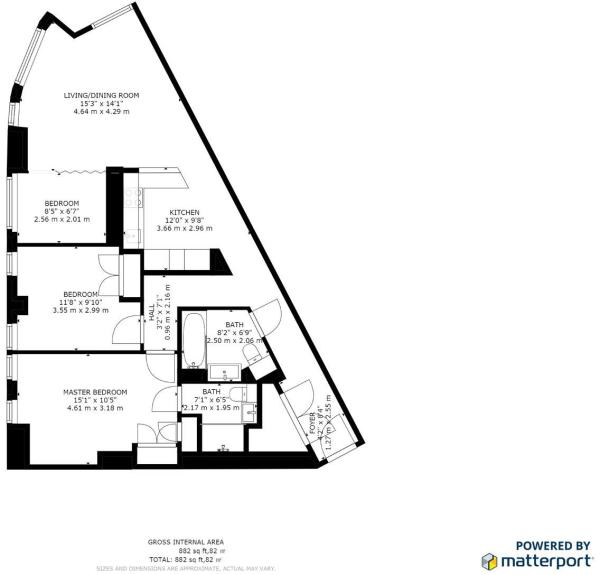 LIVING/DINING ROOM
15'3" x 14'1"
4.64 m x 4.29 m
BEDROOM
8'5" x 6'7"
2.56 m x 2.01 m
KITCHEN
12'0" x 9'8"
3.66 m x 2.96 m
BEDROOM
11'8" x 9'10"
3.55 m x 2.99 m
HALL
3'2" x 7'1"
0.96 m x 2.16 m
BATH
8'2" x 6'9"
2.50 m x 2.06 m
MASTER BEDROOM
15'1" x 10'5"
4.61 m x 3.18 m
BATH
7'1" x 6'5"
2.17 m x 1.95 m
FOYER
4'2" x 8'4"
1.27 m x 2.55 m
GROSS INTERNAL AREA
882 sq ft,82 m²
TOTAL: 882 sq ft,82 m²
SIZES AND DIMENSIONS ARE APPROXIMATE, ACTUAL MAY VARY.
POWERED BY
matterport®